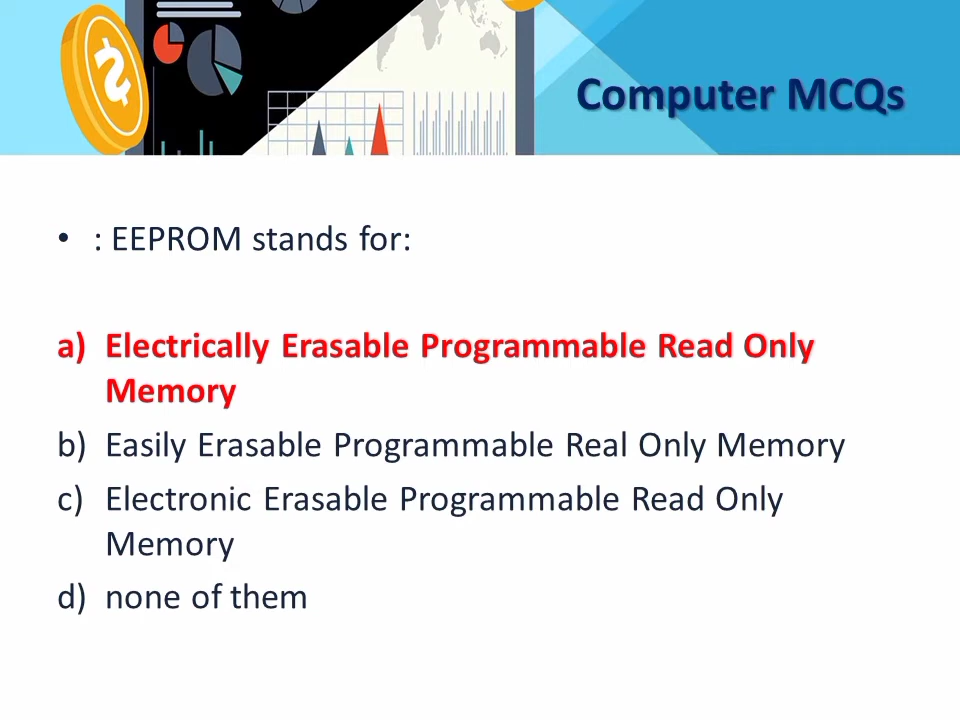 Computer MCQs
• : EEPROM stands for:
a) Electrically Erasable Programmable Read Only
Memory
b) Easily Erasable Programmable Real Only Memory
c) Electronic Erasable Programmable Read Only
Memory
d) none of them